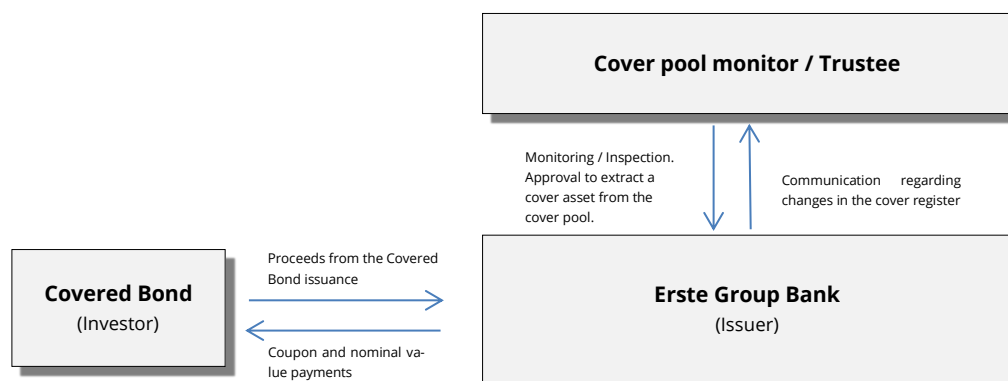 Cover pool monitor / Trustee
Monitoring / Inspection.
Approval to extract a
cover asset from the
cover pool.
Communication regarding
changes in the cover register
Proceeds from the Covered
Bond issuance
Covered Bond
(Investor)
Erste Group Bank
(Issuer)
Coupon and nominal va-
lue payments